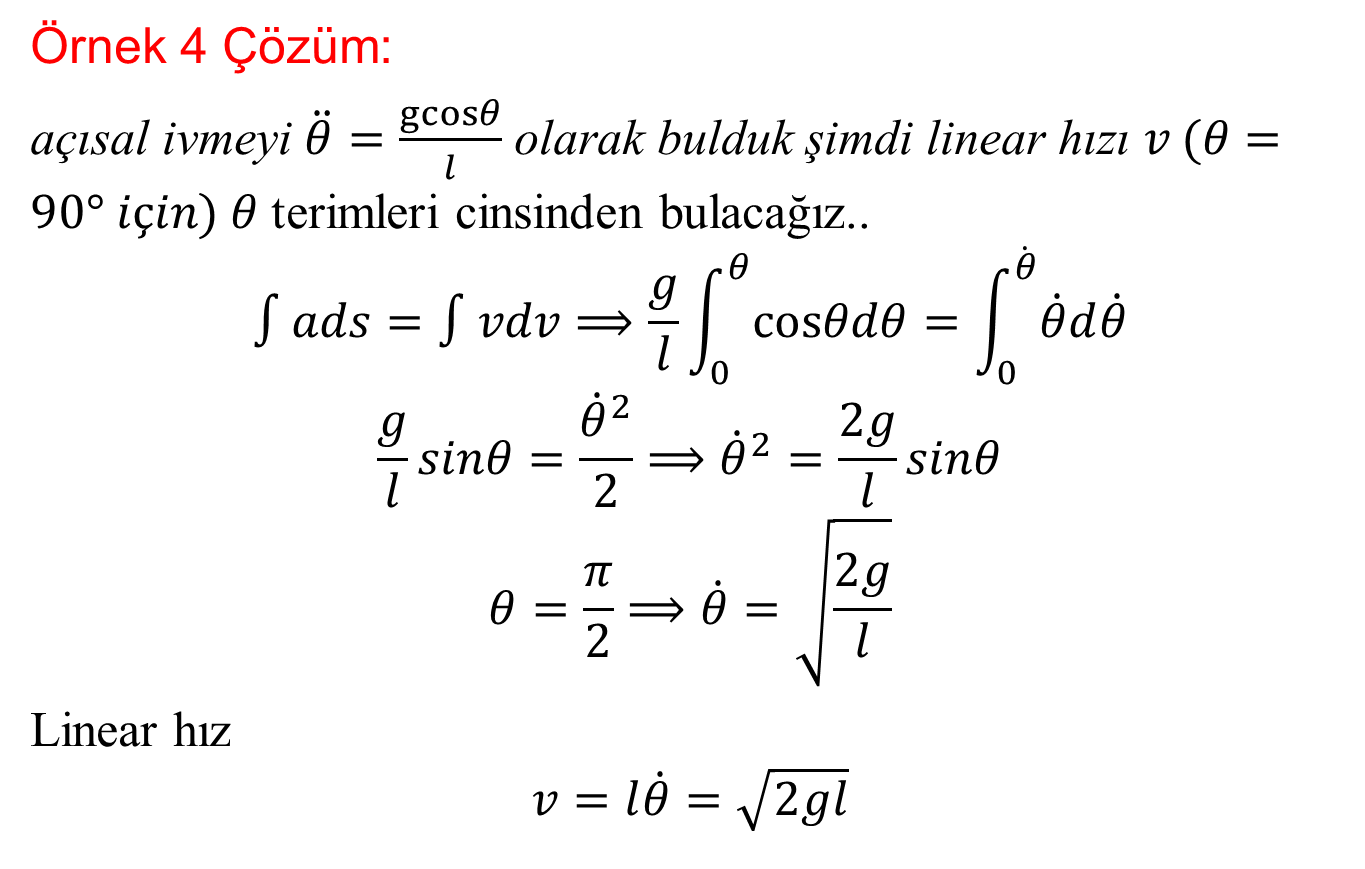 Örnek 4 Çözüm:
açısal ivmeyi θ̈ = gcosθ/l olarak bulduk şimdi linear hızı v (θ =
90° için) θ terimleri cinsinden bulacağız..
∫ ads = ∫ vdv ⟹ g/l ∫₀^θ cosθdθ = ∫₀^θ̇ θ̇dθ̇
g/l sinθ = θ̇²/2 ⟹ θ̇² = 2g/l sinθ
θ = π/2 ⟹ θ̇ = √(2g/l)
Linear hız
v = lθ̇ = √(2gl)